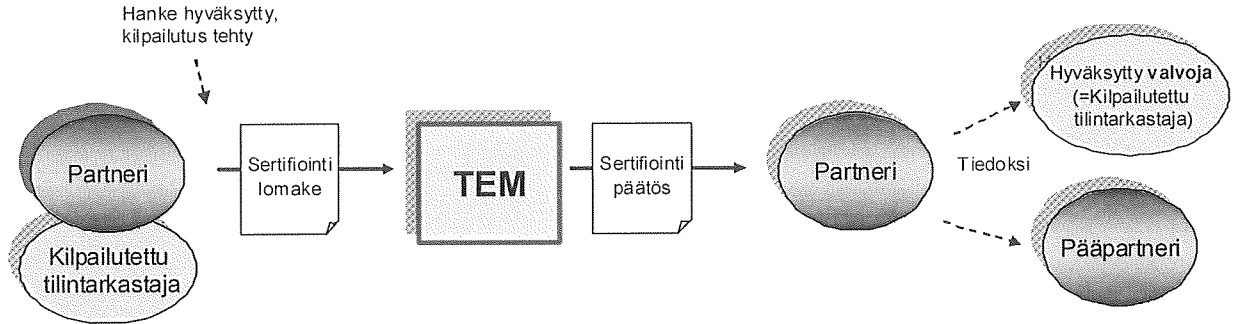 Hanke hyväksytty,
kilpailutus tehty
Partneri
Kilpailutettu
tilintarkastaja
Sertifiointi
lomake
TEM
Sertifiointi
päätös
Partneri
Tiedoksi
Hyväksytty valvoja
(=Kilpailutettu
tilintarkastaja)
Pääpartneri